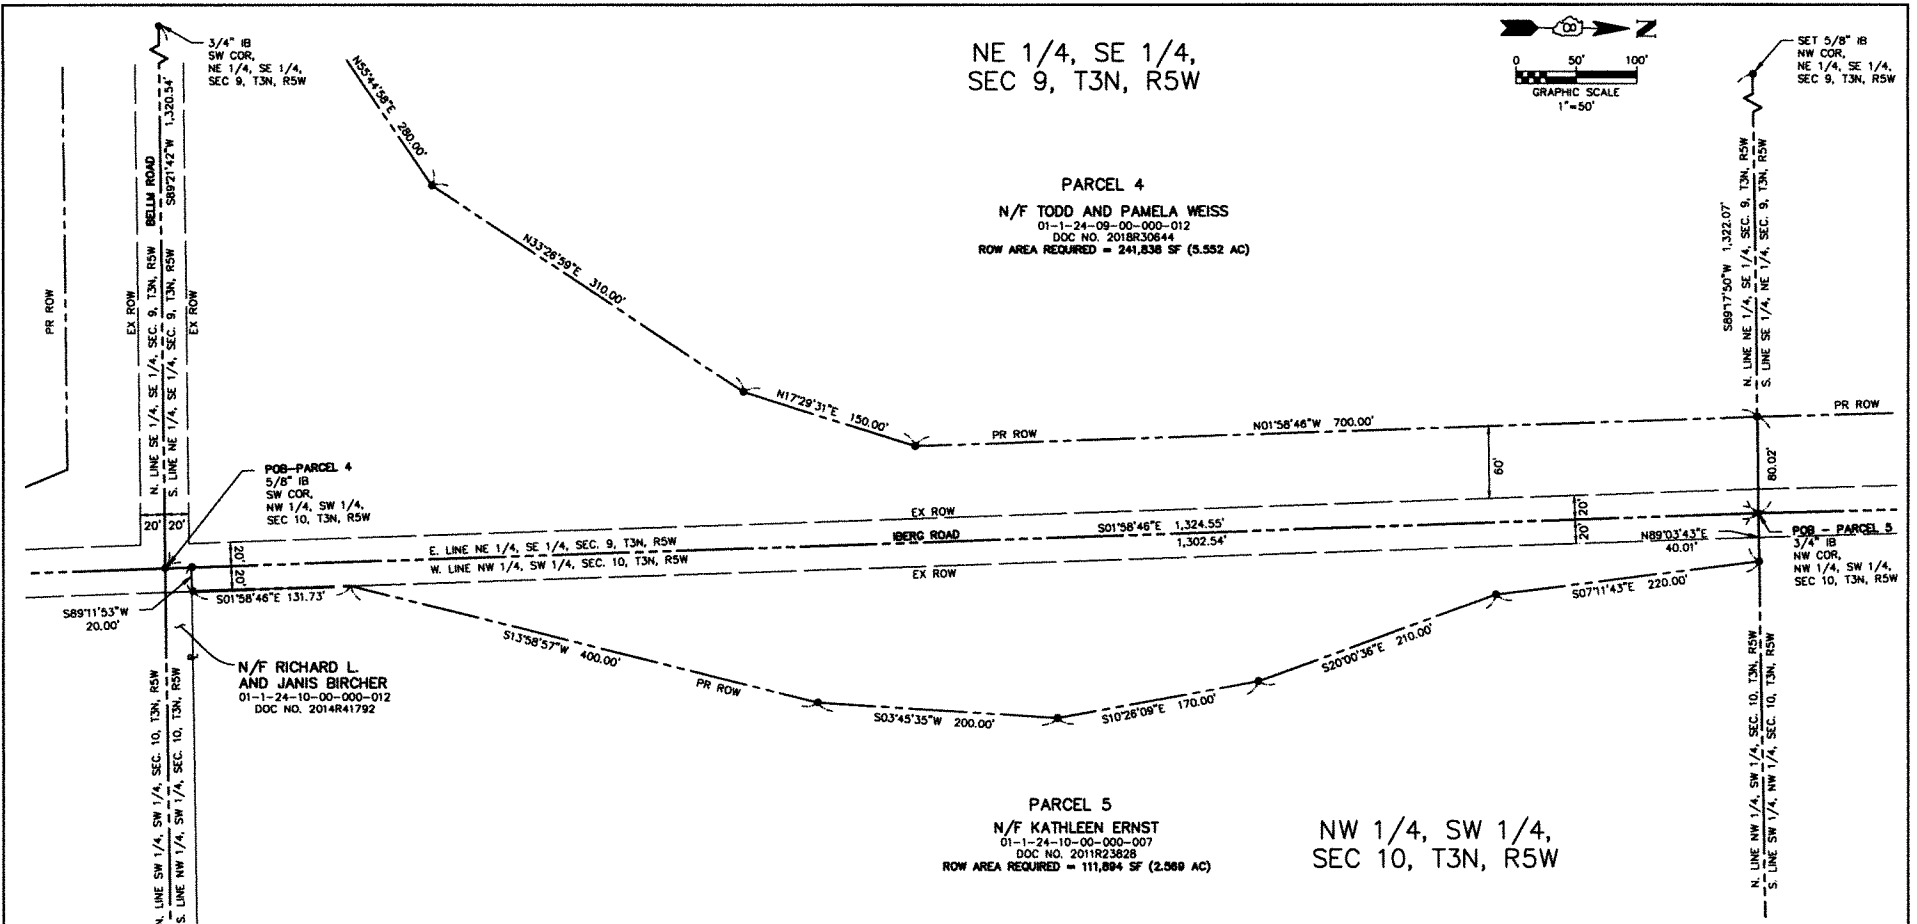 3/4" IB
SW COR,
NE 1/4, SE 1/4,
SEC 9, T3N, R5W
NE 1/4, SE 1/4,
SEC 9, T3N, R5W
N
0 50' 100'
GRAPHIC SCALE
1"=50'
SET 5/8" IB
NW COR,
NE 1/4, SE 1/4,
SEC 9, T3N, R5W
N55°44'58"E 280.00'
N33°26'59"E 310.00'
N17°29'31"E 150.00'
PARCEL 4
N/F TODD AND PAMELA WEISS
01-1-24-09-00-000-012
DOC NO. 2018R30644
ROW AREA REQUIRED = 241,838 SF (5.552 AC)
PR ROW
EX ROW
N. LINE SE 1/4, SE 1/4, SEC. 9, T3N, R5W
BELLM ROAD
S. LINE NE 1/4, SE 1/4, SEC. 9, T3N, R5W
S89°21'42"W 1,320.54'
EX ROW
S89°17'50"W 1,322.07'
N. LINE NE 1/4, SE 1/4, SEC. 9, T3N, R5W
S. LINE SE 1/4, NE 1/4, SEC. 9, T3N, R5W
PR ROW
PR ROW
N01°58'46"W 700.00'
60'
80.02'
POB-PARCEL 4
5/8" IB
SW COR,
NW 1/4, SW 1/4,
SEC 10, T3N, R5W
20' 20'
20' 20'
20' 20'
EX ROW
E. LINE NE 1/4, SE 1/4, SEC. 9, T3N, R5W
IBERG ROAD
S01°58'46"E 1,324.55'
W. LINE NW 1/4, SW 1/4, SEC. 10, T3N, R5W
1,302.54'
EX ROW
N89°03'43"E
40.01'
POB - PARCEL 5
3/4" IB
NW COR,
NW 1/4, SW 1/4,
SEC 10, T3N, R5W
S89°11'53"W
20.00'
S01°58'46"E 131.73'
S13°58'57"W 400.00'
PR ROW
S03°45'35"W 200.00'
S10°26'09"E 170.00'
S20°00'36"E 210.00'
S07°11'43"E 220.00'
N/F RICHARD L.
AND JANIS BIRCHER
01-1-24-10-00-000-012
DOC NO. 2014R41792
N. LINE SW 1/4, SW 1/4, SEC. 10, T3N, R5W
S. LINE NW 1/4, SW 1/4, SEC. 10, T3N, R5W
PARCEL 5
N/F KATHLEEN ERNST
01-1-24-10-00-000-007
DOC NO. 2011R23828
ROW AREA REQUIRED = 111,894 SF (2.569 AC)
NW 1/4, SW 1/4,
SEC 10, T3N, R5W
N. LINE NW 1/4, SW 1/4, SEC. 10, T3N, R5W
S. LINE SW 1/4, NW 1/4, SEC. 10, T3N, R5W